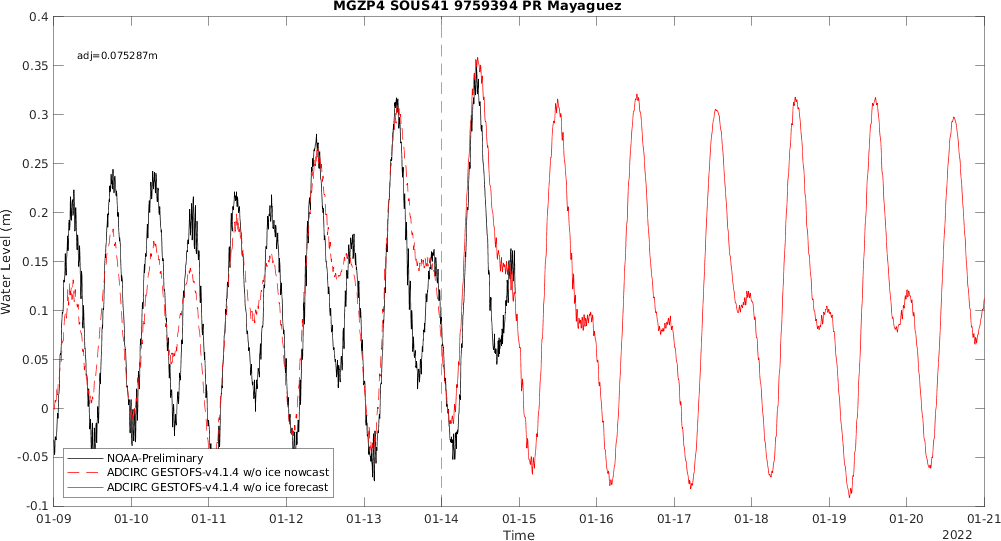 MGZP4 SOUS41 9759394 PR Mayaguez
adj=0.075287m
Water Level (m)
0.4
0.35
0.3
0.25
0.2
0.15
0.1
0.05
0
-0.05
-0.1
NOAA-Preliminary
ADCIRC GESTOFS-v4.1.4 w/o ice nowcast
ADCIRC GESTOFS-v4.1.4 w/o ice forecast
01-09 01-10 01-11 01-12 01-13 01-14 01-15 01-16 01-17 01-18 01-19 01-20 01-21
Time
2022